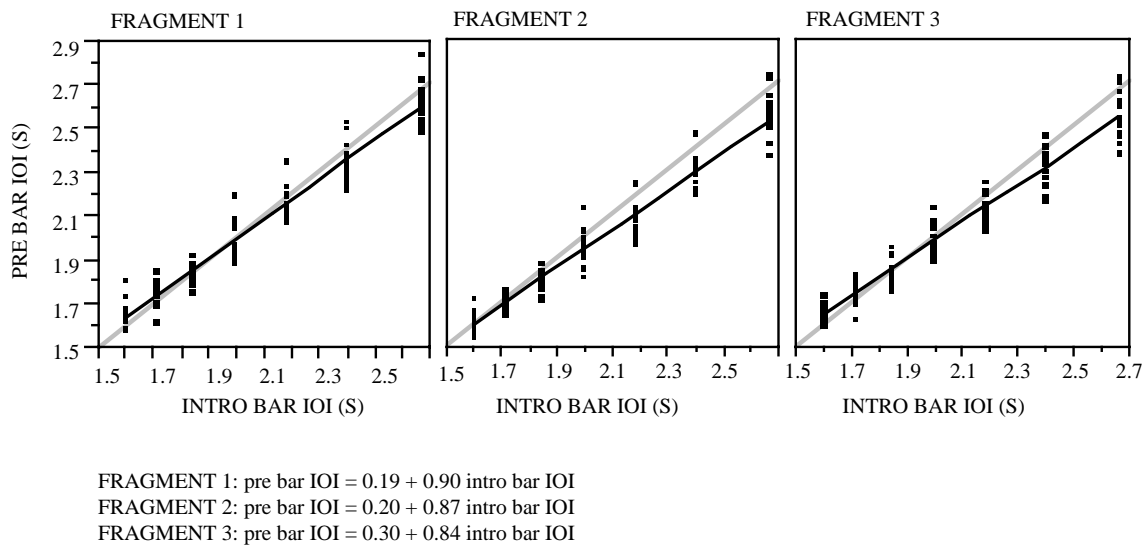 FRAGMENT 1
FRAGMENT 2
FRAGMENT 3
PRE BAR IOI (S)
2.9
2.7
2.5
2.3
2.1
1.9
1.7
1.5
1.5 1.7 1.9 2.1 2.3 2.5
1.5 1.7 1.9 2.1 2.3 2.5
1.5 1.7 1.9 2.1 2.3 2.5 2.7
INTRO BAR IOI (S)
INTRO BAR IOI (S)
INTRO BAR IOI (S)
FRAGMENT 1: pre bar IOI = 0.19 + 0.90 intro bar IOI
FRAGMENT 2: pre bar IOI = 0.20 + 0.87 intro bar IOI
FRAGMENT 3: pre bar IOI = 0.30 + 0.84 intro bar IOI